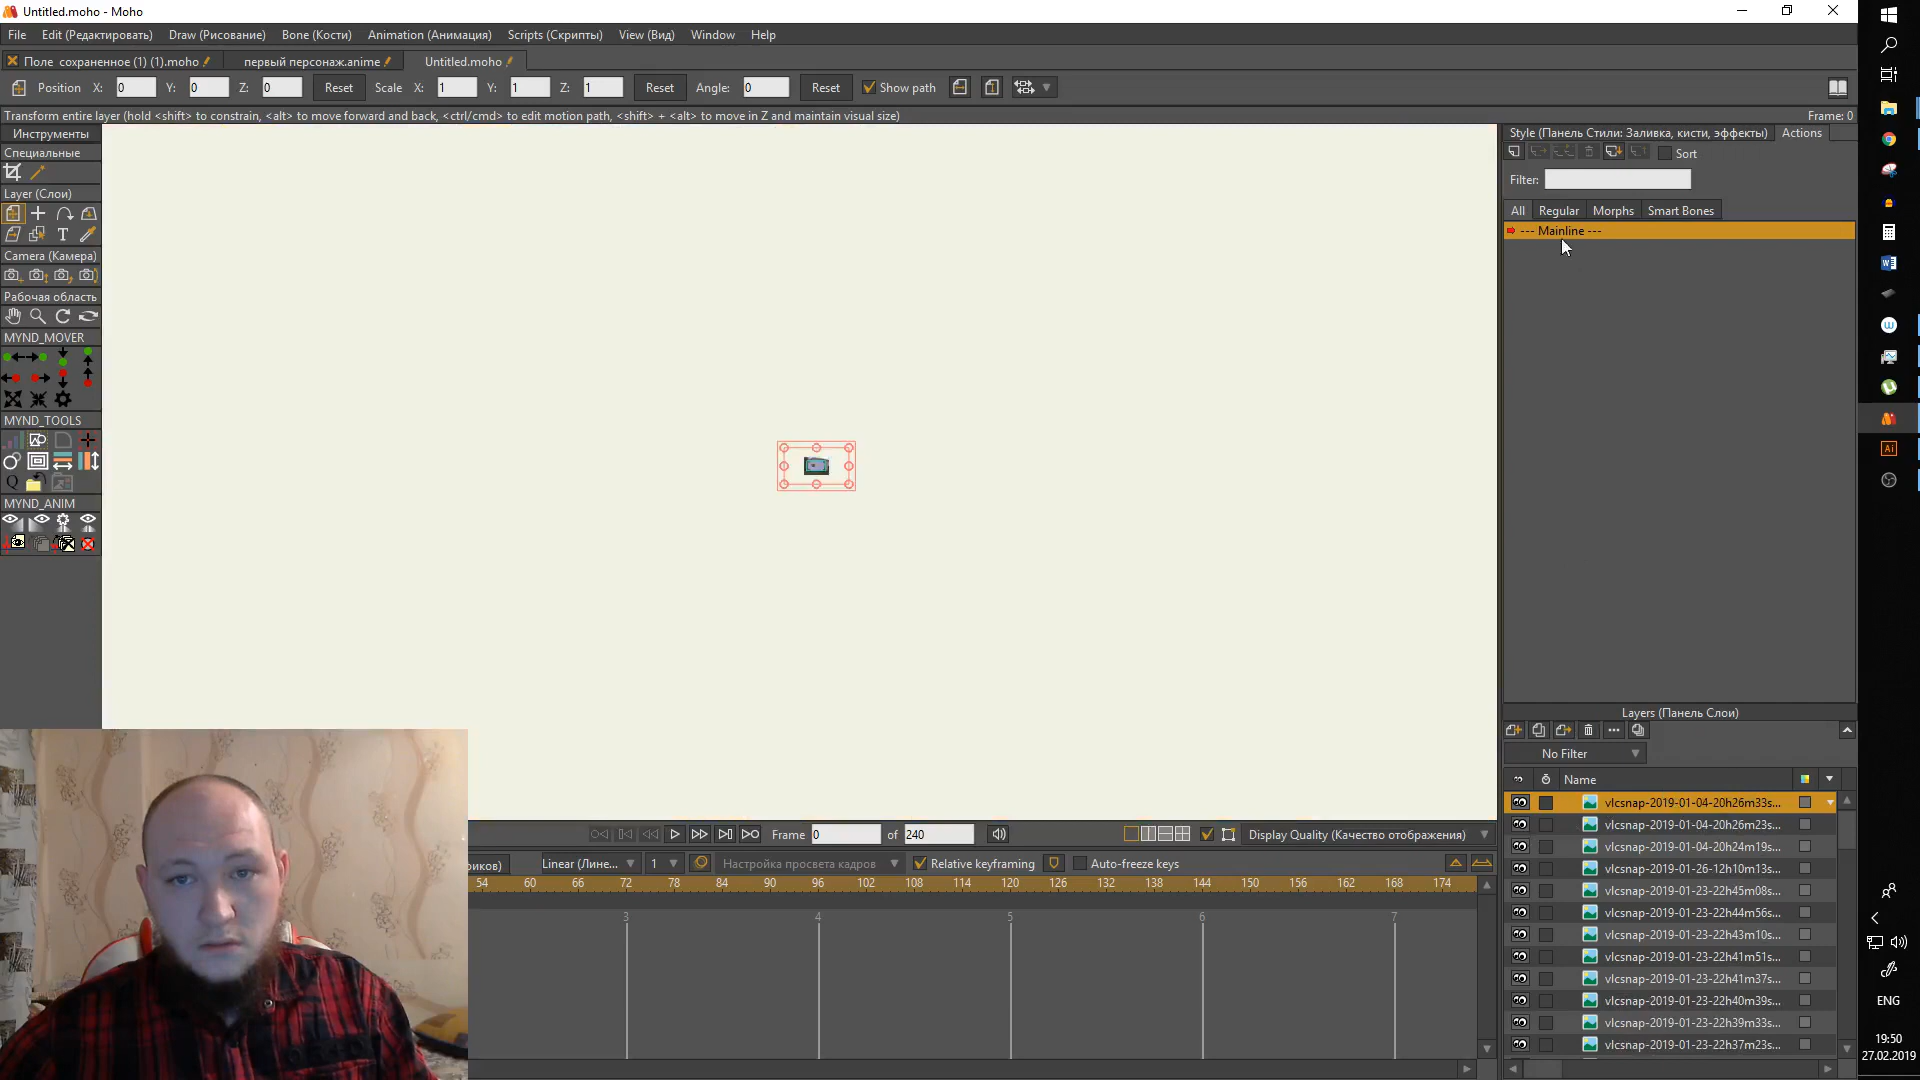 Untitled.moho - Moho
File Edit (Редактировать) Draw (Рисование) Bone (Кости) Animation (Анимация) Scripts (Скрипты) View (Вид) Window Help
Поле сохраненное (1) (1).moho первый персонаж.anime Untitled.moho
Position X: 0 Y: 0 Z: 0 Reset Scale X: 1 Y: 1 Z: 1 Reset Angle: 0 Reset Show path
Transform entire layer (hold <shift> to constrain, <alt> to move forward and back, <ctrl/cmd> to edit motion path, <shift> + <alt> to move in Z and maintain visual size) Frame: 0
Инструменты
Специальные
Layer (Слои)
Camera (Камера)
Рабочая область
MYND_MOVER
MYND_TOOLS
MYND_ANIM
Style (Панель Стили: Заливка, кисти, эффекты) Actions
Sort
Filter:
All Regular Morphs Smart Bones
--- Mainline ---
Layers (Панель Слои)
No Filter
Name
vlcsnap-2019-01-04-20h26m33s...
vlcsnap-2019-01-04-20h26m23s...
vlcsnap-2019-01-04-20h24m19s...
vlcsnap-2019-01-26-12h10m13s...
vlcsnap-2019-01-23-22h45m08s...
vlcsnap-2019-01-23-22h44m56s...
vlcsnap-2019-01-23-22h43m10s...
vlcsnap-2019-01-23-22h41m51s...
vlcsnap-2019-01-23-22h41m37s...
vlcsnap-2019-01-23-22h40m39s...
vlcsnap-2019-01-23-22h39m33s...
vlcsnap-2019-01-23-22h37m23s...
Frame 0 of 240 Display Quality (Качество отображения)
риков) Linear (Лине... 1 Настройка просвета кадров Relative keyframing Auto-freeze keys
54 60 66 72 78 84 90 96 102 108 114 120 126 132 138 144 150 156 162 168 174
3 4 5 6 7
ENG
19:50
27.02.2019